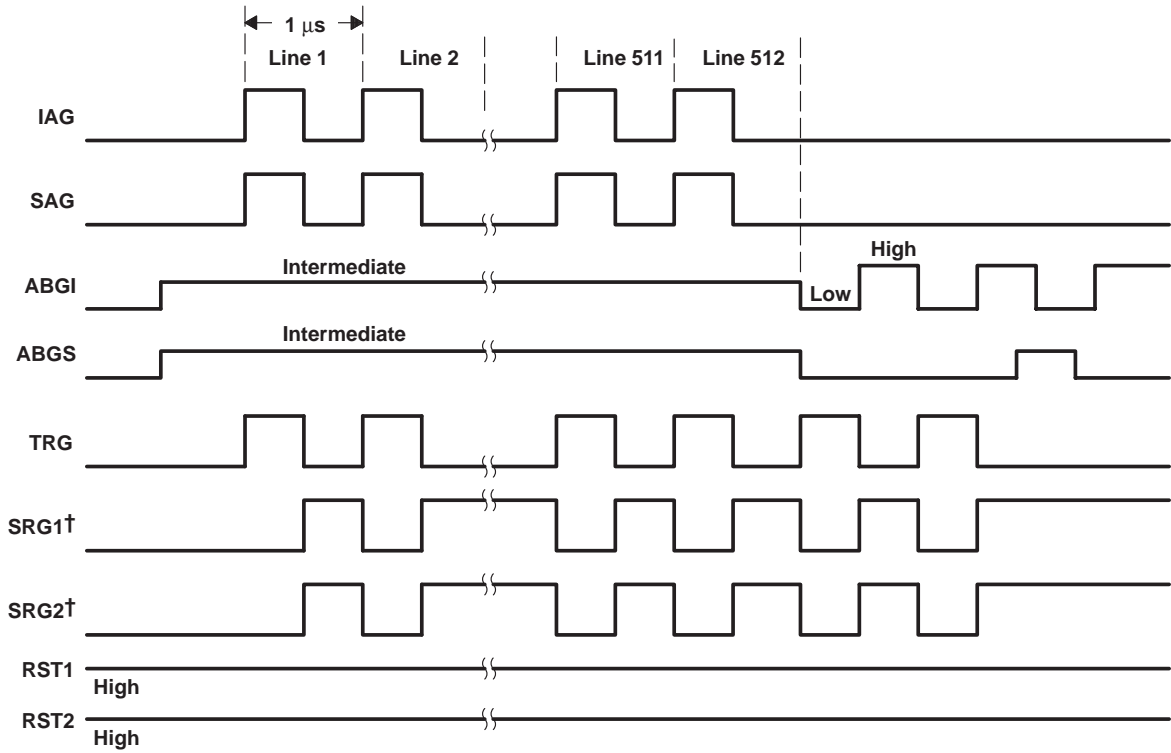 1 μs
Line 1 Line 2 Line 511 Line 512
IAG
SAG
High
Intermediate
ABGI
Low
Intermediate
ABGS
TRG
SRG1†
SRG2†
RST1
High
RST2
High